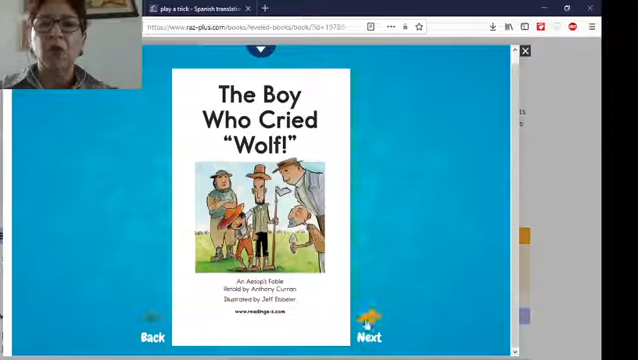 play a trick - Spanish translati
https://www.raz-plus.com/books/leveled-books/book/?id=1978&
The Boy
Who Cried
“Wolf!”
An Aesop's Fable
Retold by Anthony Curran
Illustrated by Jeff Ebbeler
www.readinga-z.com
Back
Next